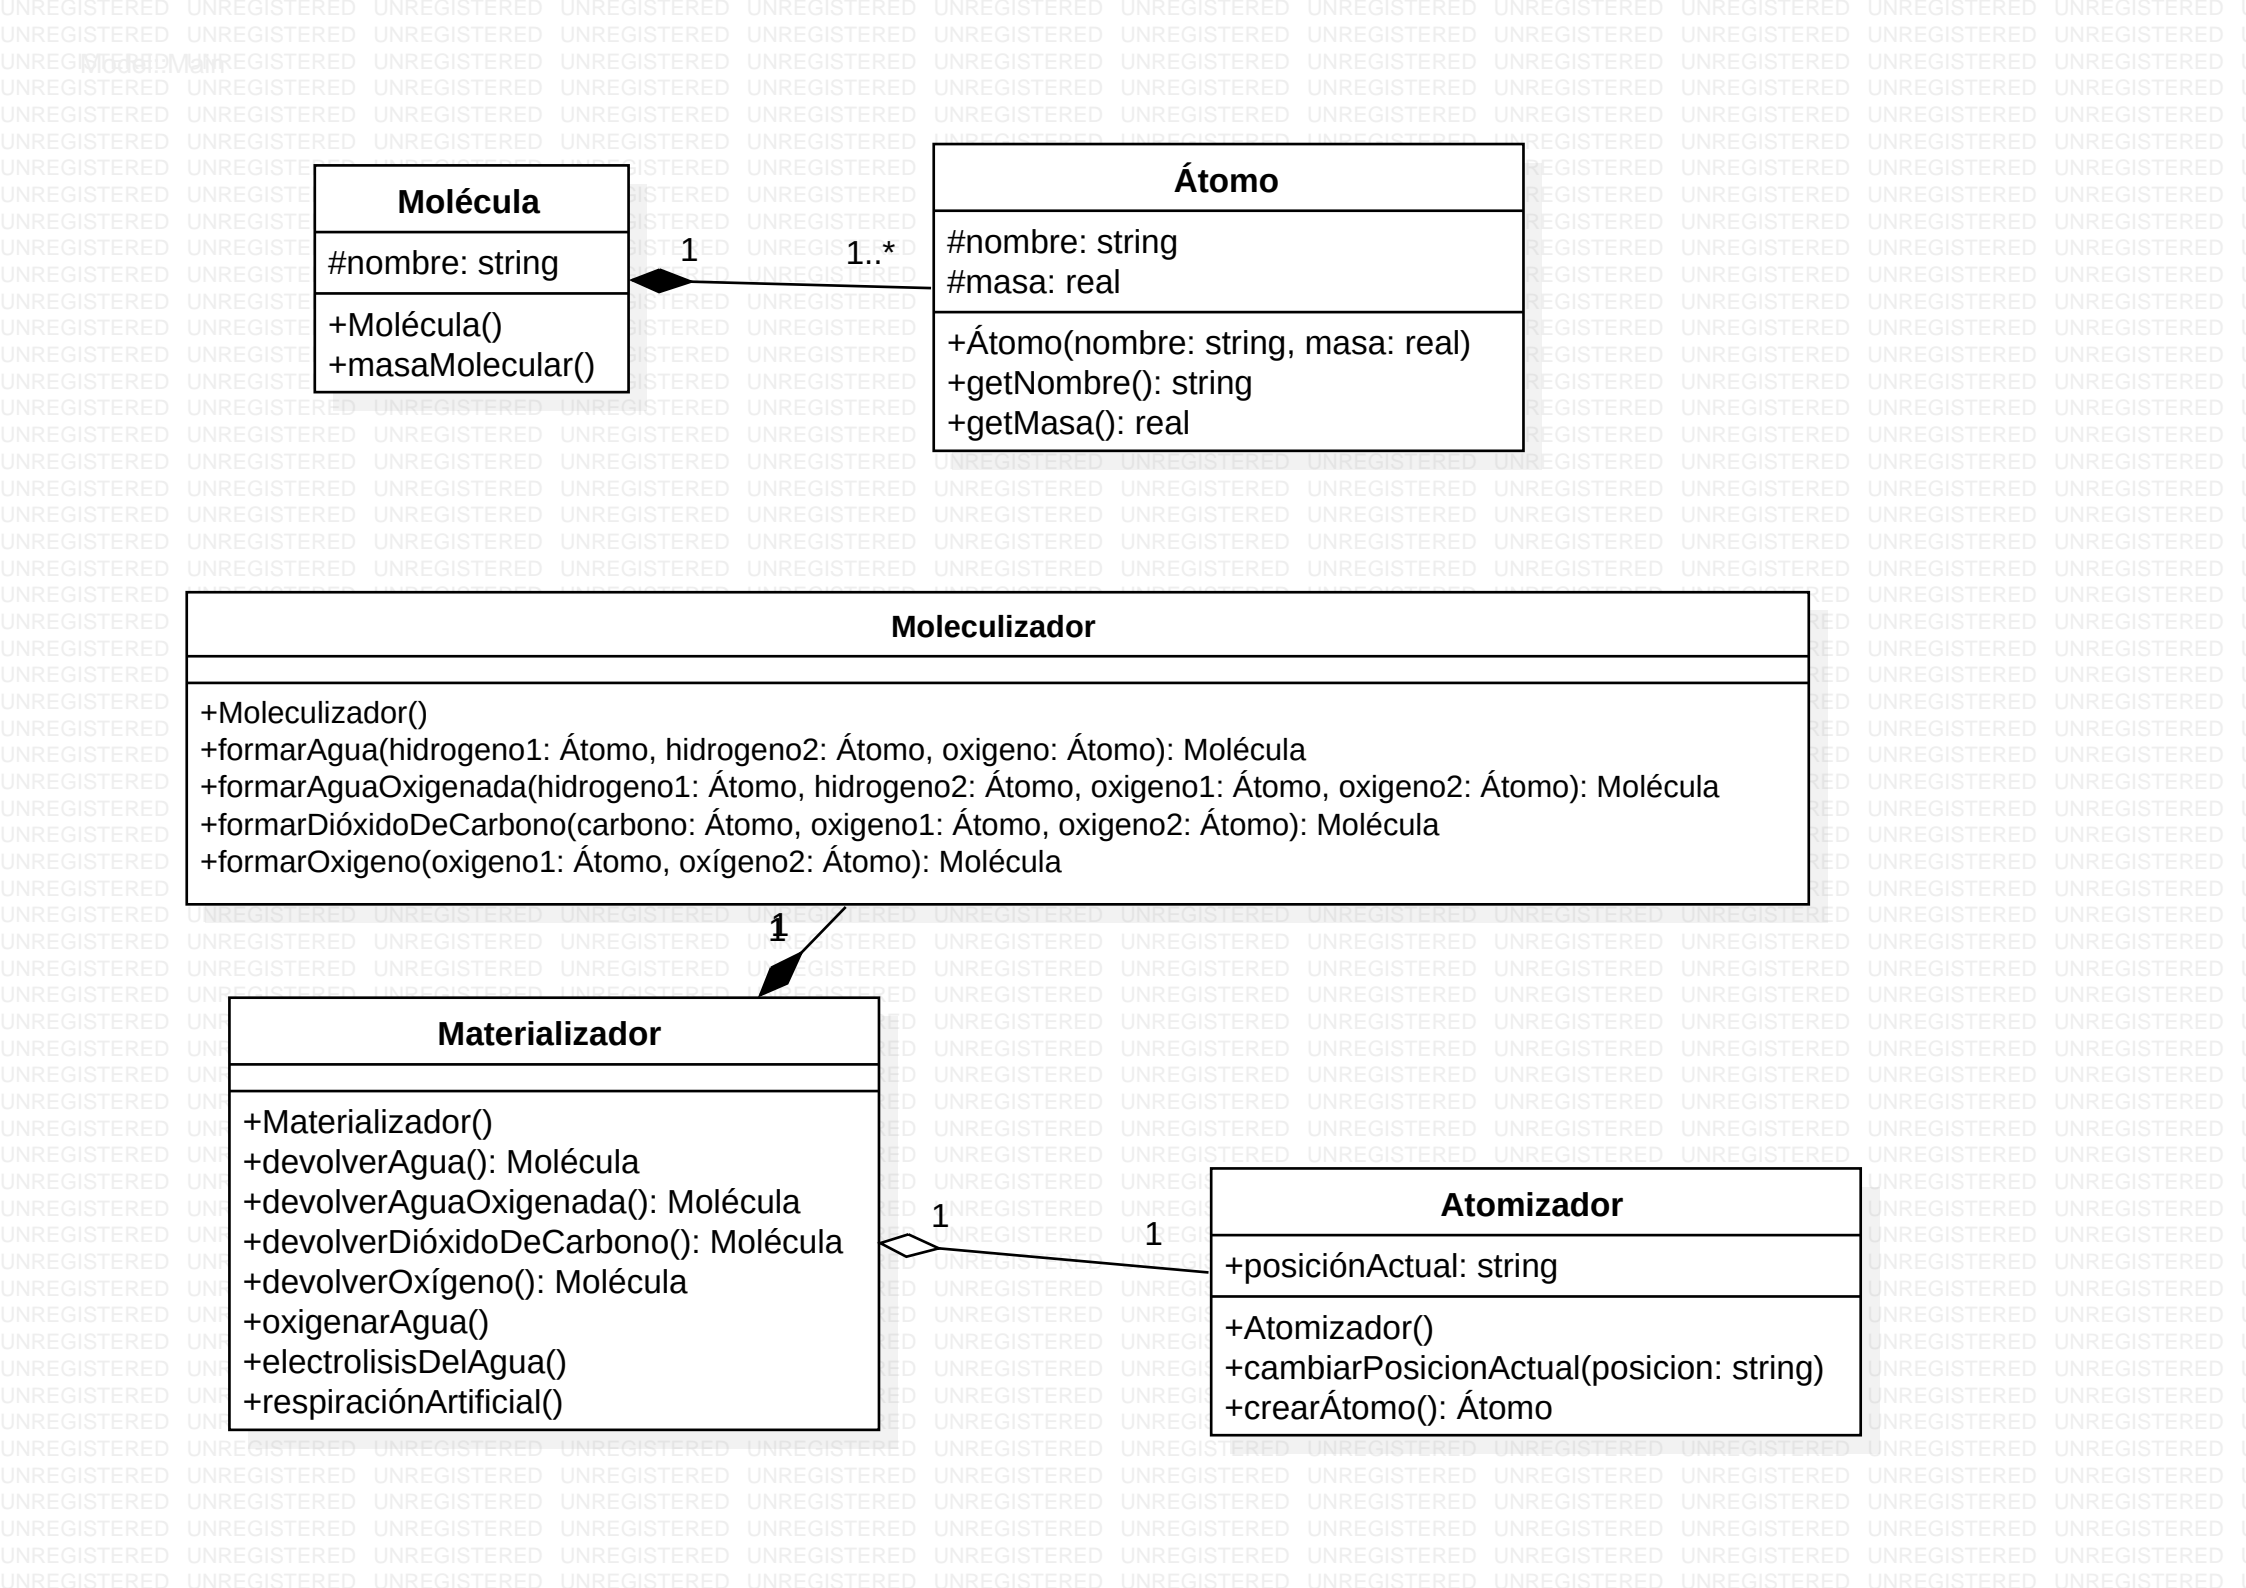 Model::Main
Molécula
#nombre: string
+Molécula()
+masaMolecular()
1
1..*
Átomo
#nombre: string
#masa: real
+Átomo(nombre: string, masa: real)
+getNombre(): string
+getMasa(): real
Moleculizador
+Moleculizador()
+formarAgua(hidrogeno1: Átomo, hidrogeno2: Átomo, oxigeno: Átomo): Molécula
+formarAguaOxigenada(hidrogeno1: Átomo, hidrogeno2: Átomo, oxigeno1: Átomo, oxigeno2: Átomo): Molécula
+formarDióxidoDeCarbono(carbono: Átomo, oxigeno1: Átomo, oxigeno2: Átomo): Molécula
+formarOxigeno(oxigeno1: Átomo, oxígeno2: Átomo): Molécula
1
1
Materializador
+Materializador()
+devolverAgua(): Molécula
+devolverAguaOxigenada(): Molécula
+devolverDióxidoDeCarbono(): Molécula
+devolverOxígeno(): Molécula
+oxigenarAgua()
+electrolisisDelAgua()
+respiraciónArtificial()
1
1
Atomizador
+posiciónActual: string
+Atomizador()
+cambiarPosicionActual(posicion: string)
+crearÁtomo(): Átomo
UNREGISTERED